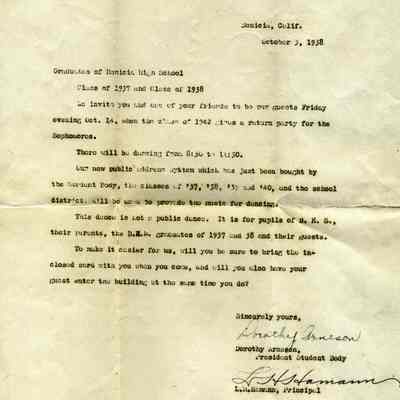 Benicia, Calif.
October 3, 1938
Graduates of Benicia High School
Class of 1937 and Class of 1938
We invite you and one of your friends to be our guests Friday
evening Oct. 14, when the class of 1942 gives a return party for the
Sophomores.
There will be dancing from 8:30 to 11:30.
Our new public address system which has just been bought by
the Student Body, the classes of '37, '38, '39 and '40, and the school
district, will be used to provide the music for dancing.
This dance is not a public dance. It is for pupils of B. H. S.,
their parents, the B.H.S. graduates of 1937 and 38 and their guests.
To make it easier for us, will you be sure to bring the in-
closed card with you when you come, and will you also have your
guest enter the building at the same time you do?
Sincerely yours,
Dorothy Arneson
Dorothy Arneson,
President Student Body
L H Hamann
L.H.Hamann, Principal